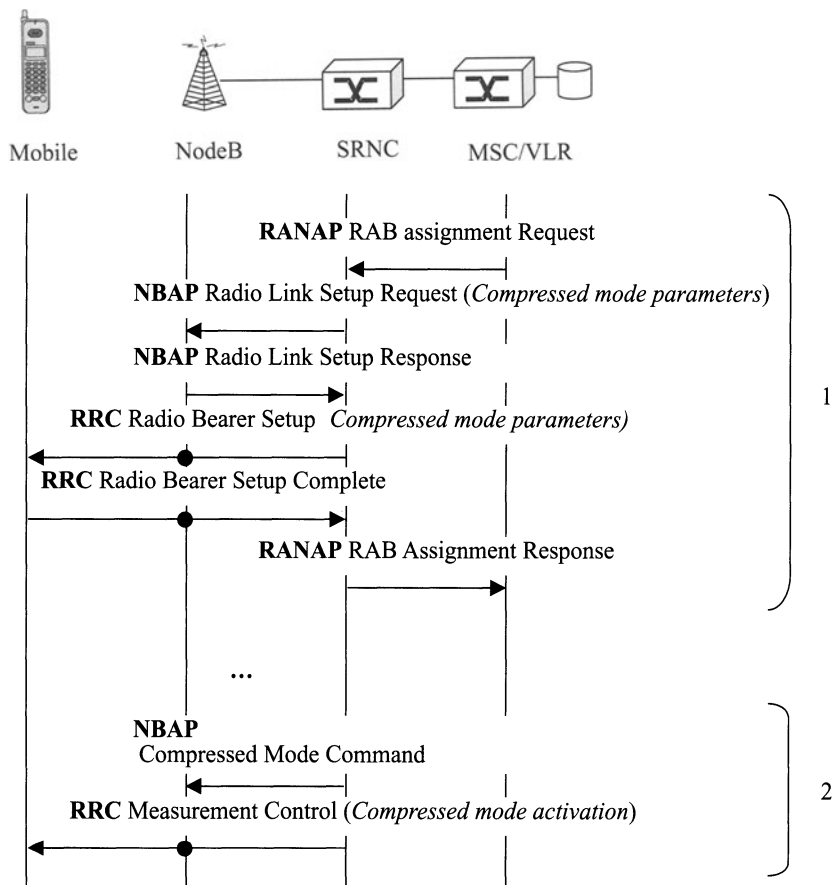 Mobile NodeB SRNC MSC/VLR
RANAP RAB assignment Request
NBAP Radio Link Setup Request (Compressed mode parameters)
NBAP Radio Link Setup Response
1
RRC Radio Bearer Setup Compressed mode parameters)
RRC Radio Bearer Setup Complete
RANAP RAB Assignment Response
...
NBAP
Compressed Mode Command
2
RRC Measurement Control (Compressed mode activation)